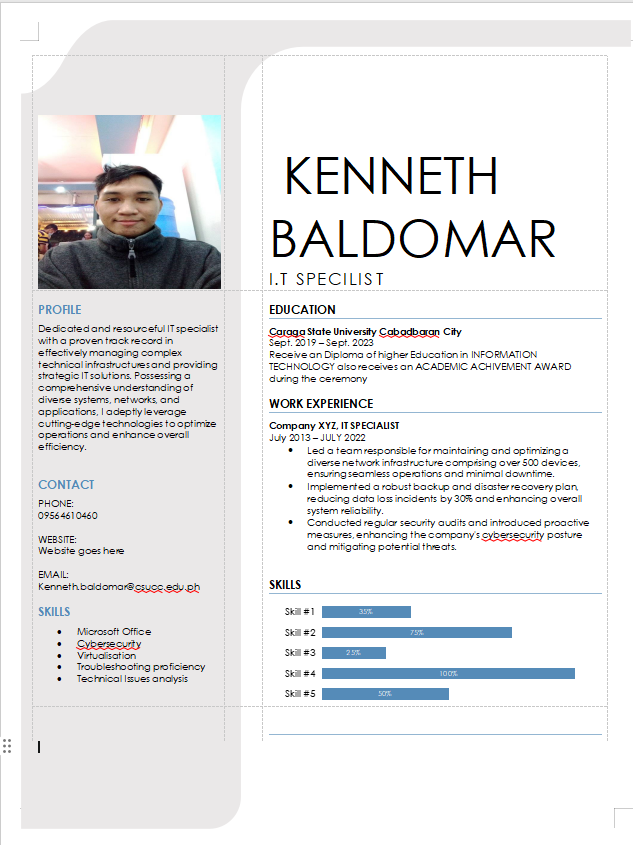 KENNETH
BALDOMAR
I.T SPECILIST
PROFILE
Dedicated and resourceful IT specialist
with a proven track record in
effectively managing complex
technical infrastructures and providing
strategic IT solutions. Possessing a
comprehensive understanding of
diverse systems, networks, and
applications, I adeptly leverage
cutting-edge technologies to optimize
operations and enhance overall
efficiency.
CONTACT
PHONE:
09564610460
WEBSITE:
Website goes here
EMAIL:
Kenneth.baldomar@csucc.edu.ph
SKILLS
• Microsoft Office
• Cybersecurity
• Virtualisation
• Troubleshooting proficiency
• Technical Issues analysis
EDUCATION
Caraga State University Cabadbaran City
Sept. 2019 – Sept. 2023
Receive an Diploma of higher Education in INFORMATION
TECHNOLOGY also receives an ACADEMIC ACHIVEMENT AWARD
during the ceremony
WORK EXPERIENCE
Company XYZ, IT SPECIALIST
July 2013 – JULY 2022
• Led a team responsible for maintaining and optimizing a
diverse network infrastructure comprising over 500 devices,
ensuring seamless operations and minimal downtime.
• Implemented a robust backup and disaster recovery plan,
reducing data loss incidents by 30% and enhancing overall
system reliability.
• Conducted regular security audits and introduced proactive
measures, enhancing the company's cybersecurity posture
and mitigating potential threats.
SKILLS
Skill #1 35%
Skill #2 75%
Skill #3 25%
Skill #4 100%
Skill #5 50%